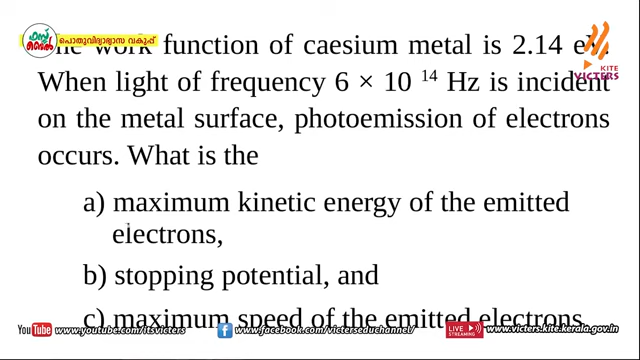 ഫസ്റ്റ് ബെൽ
പൊതുവിദ്യാഭ്യാസ വകുപ്പ്
KITE
VICTERS
The work function of caesium metal is 2.14 eV.
When light of frequency 6 × 10 ¹⁴ Hz is incident
on the metal surface, photoemission of electrons
occurs. What is the
a) maximum kinetic energy of the emitted
electrons,
b) stopping potential, and
c) maximum speed of the emitted electrons
YouTube www.youtube.com/itsvicters
f www.facebook.com/victerseduchannel/
LIVE STREAMING www.victers.kite.kerala.gov.in